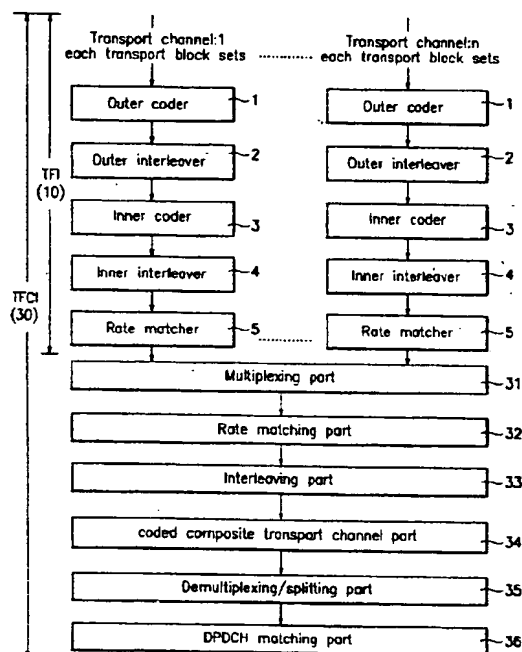 Transport channel:1
each transport block sets
Transport channel:n
each transport block sets
Outer coder
1
Outer coder
1
Outer interleaver
2
Outer interleaver
2
TFI
(10)
Inner coder
3
Inner coder
3
Inner interleaver
4
Inner interleaver
4
TFCI
(30)
Rate matcher
5
Rate matcher
5
Multiplexing part
31
Rate matching part
32
Interleaving part
33
coded composite transport channel part
34
Demultiplexing/splitting part
35
DPDCH matching part
36